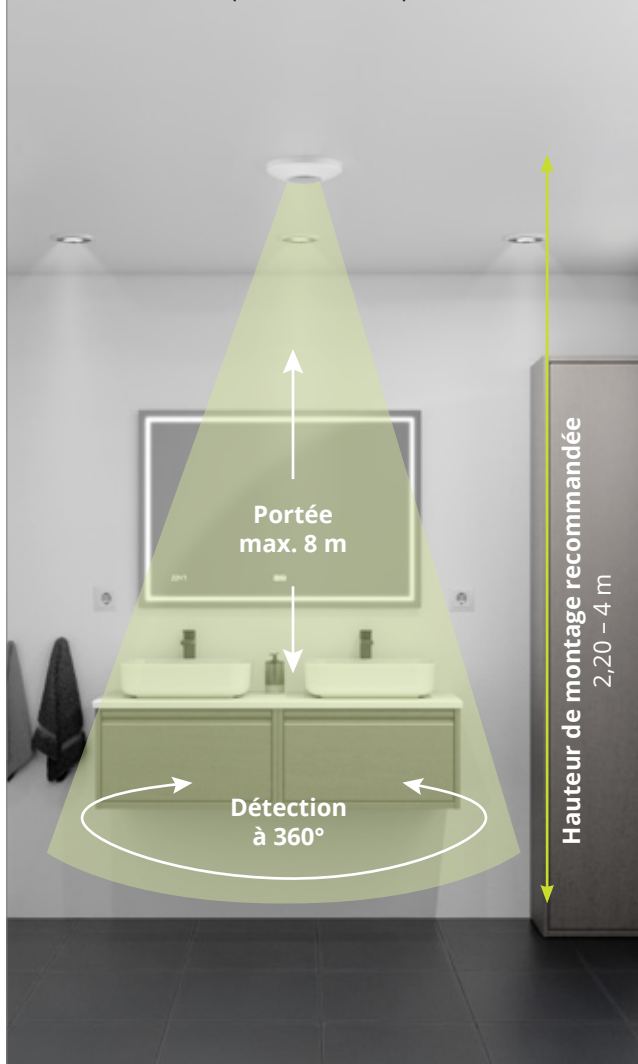 Portée
max. 8 m
Détection
à 360°
Hauteur de montage recommandée
2,20 – 4 m